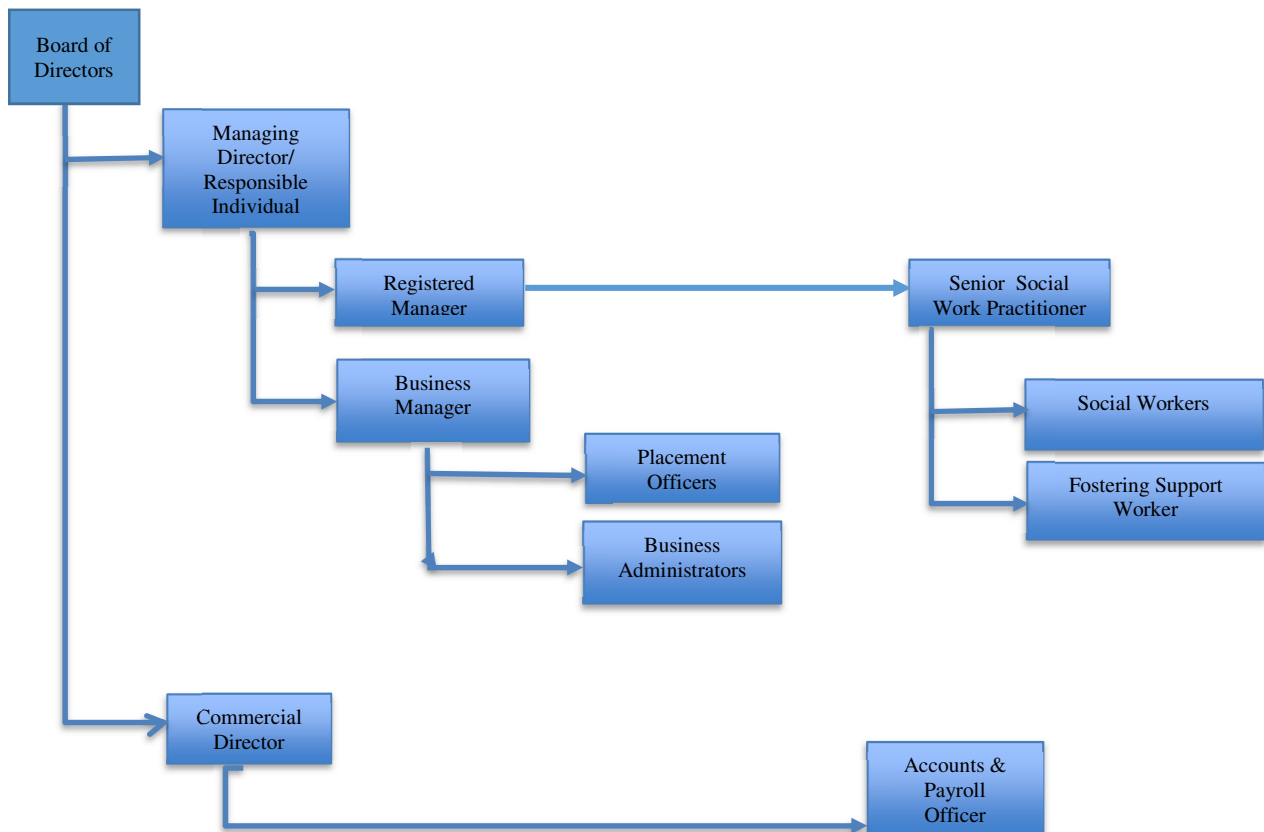 Board of
Directors
Managing
Director/
Responsible
Individual
Registered
Manager
Senior Social
Work Practitioner
Business
Manager
Social Workers
Placement
Officers
Fostering Support
Worker
Business
Administrators
Commercial
Director
Accounts &
Payroll
Officer